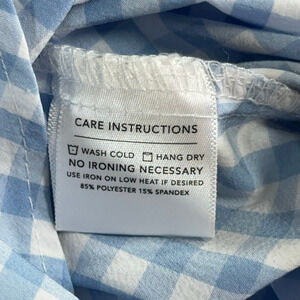 CARE INSTRUCTIONS
WASH COLD HANG DRY
NO IRONING NECESSARY
USE IRON ON LOW HEAT IF DESIRED
85% POLYESTER 15% SPANDEX